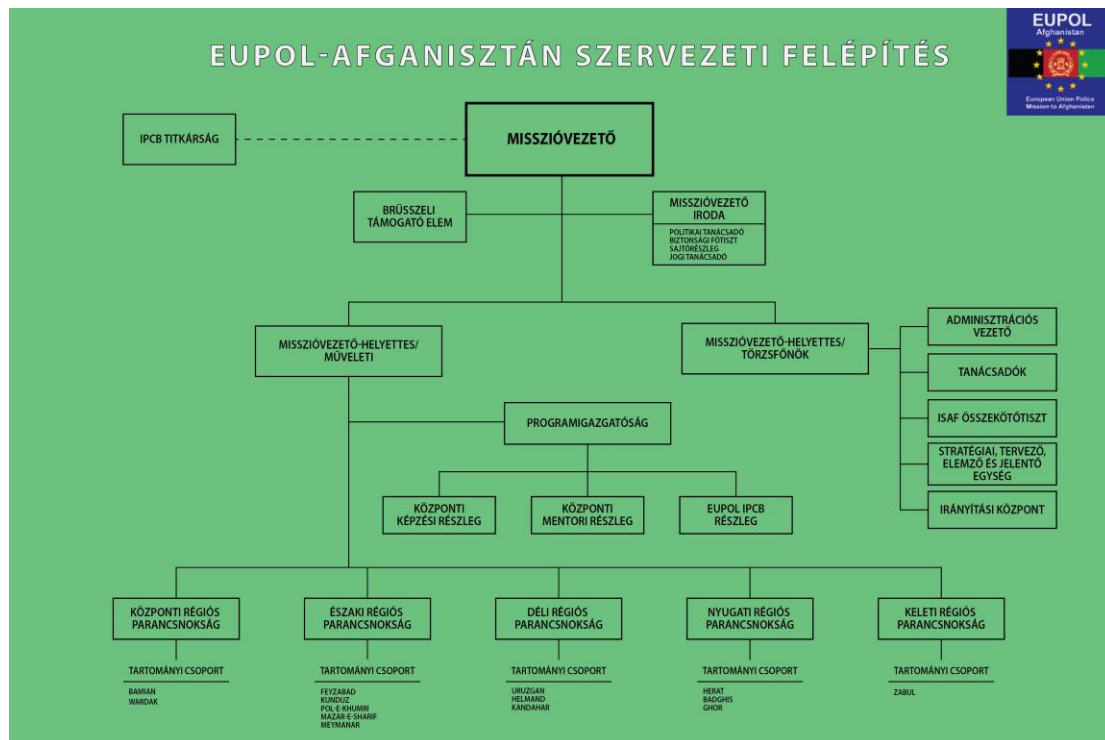 EUPOL-AFGANISZTÁN SZERVEZETI FELÉPÍTÉS
EUPOL
Afghanistan
European Union Police
Mission to Afghanistan
IPCB TITKÁRSÁG
MISSZIÓVEZETŐ
BRÜSSZELI
TÁMOGATÓ ELEM
MISSZIÓVEZETŐ
IRODA
POLITIKAI TANÁCSADÓ
BIZTONSÁGI FŐTISZT
SAJTÓRÉSZLEG
JOGI TANÁCSADÓ
MISSZIÓVEZETŐ-HELYETTES/
MŰVELETI
MISSZIÓVEZETŐ-HELYETTES/
TÖRZSFŐNÖK
ADMINISZTRÁCIÓS
VEZETŐ
TANÁCSADÓK
ISAF ÖSSZEKÖTŐTISZT
STRATÉGIAI, TERVEZŐ,
ELEMZŐ ÉS JELENTŐ
EGYSÉG
IRÁNYÍTÁSI KÖZPONT
PROGRAMIGAZGATÓSÁG
KÖZPONTI
KÉPZÉSI RÉSZLEG
KÖZPONTI
MENTORI RÉSZLEG
EUPOL IPCB
RÉSZLEG
KÖZPONTI RÉGIÓS
PARANCSNOKSÁG
TARTOMÁNYI CSOPORT
BAMIAN
WARDAK
ÉSZAKI RÉGIÓS
PARANCSNOKSÁG
TARTOMÁNYI CSOPORT
FEYZABAD
KUNDUZ
POL-E-KHUMRI
MAZAR-E-SHARIF
MEYMANAR
DÉLI RÉGIÓS
PARANCSNOKSÁG
TARTOMÁNYI CSOPORT
URUZGAN
HELMAND
KANDAHAR
NYUGATI RÉGIÓS
PARANCSNOKSÁG
TARTOMÁNYI CSOPORT
HERAT
BADGHIS
GHOR
KELETI RÉGIÓS
PARANCSNOKSÁG
TARTOMÁNYI CSOPORT
ZABUL